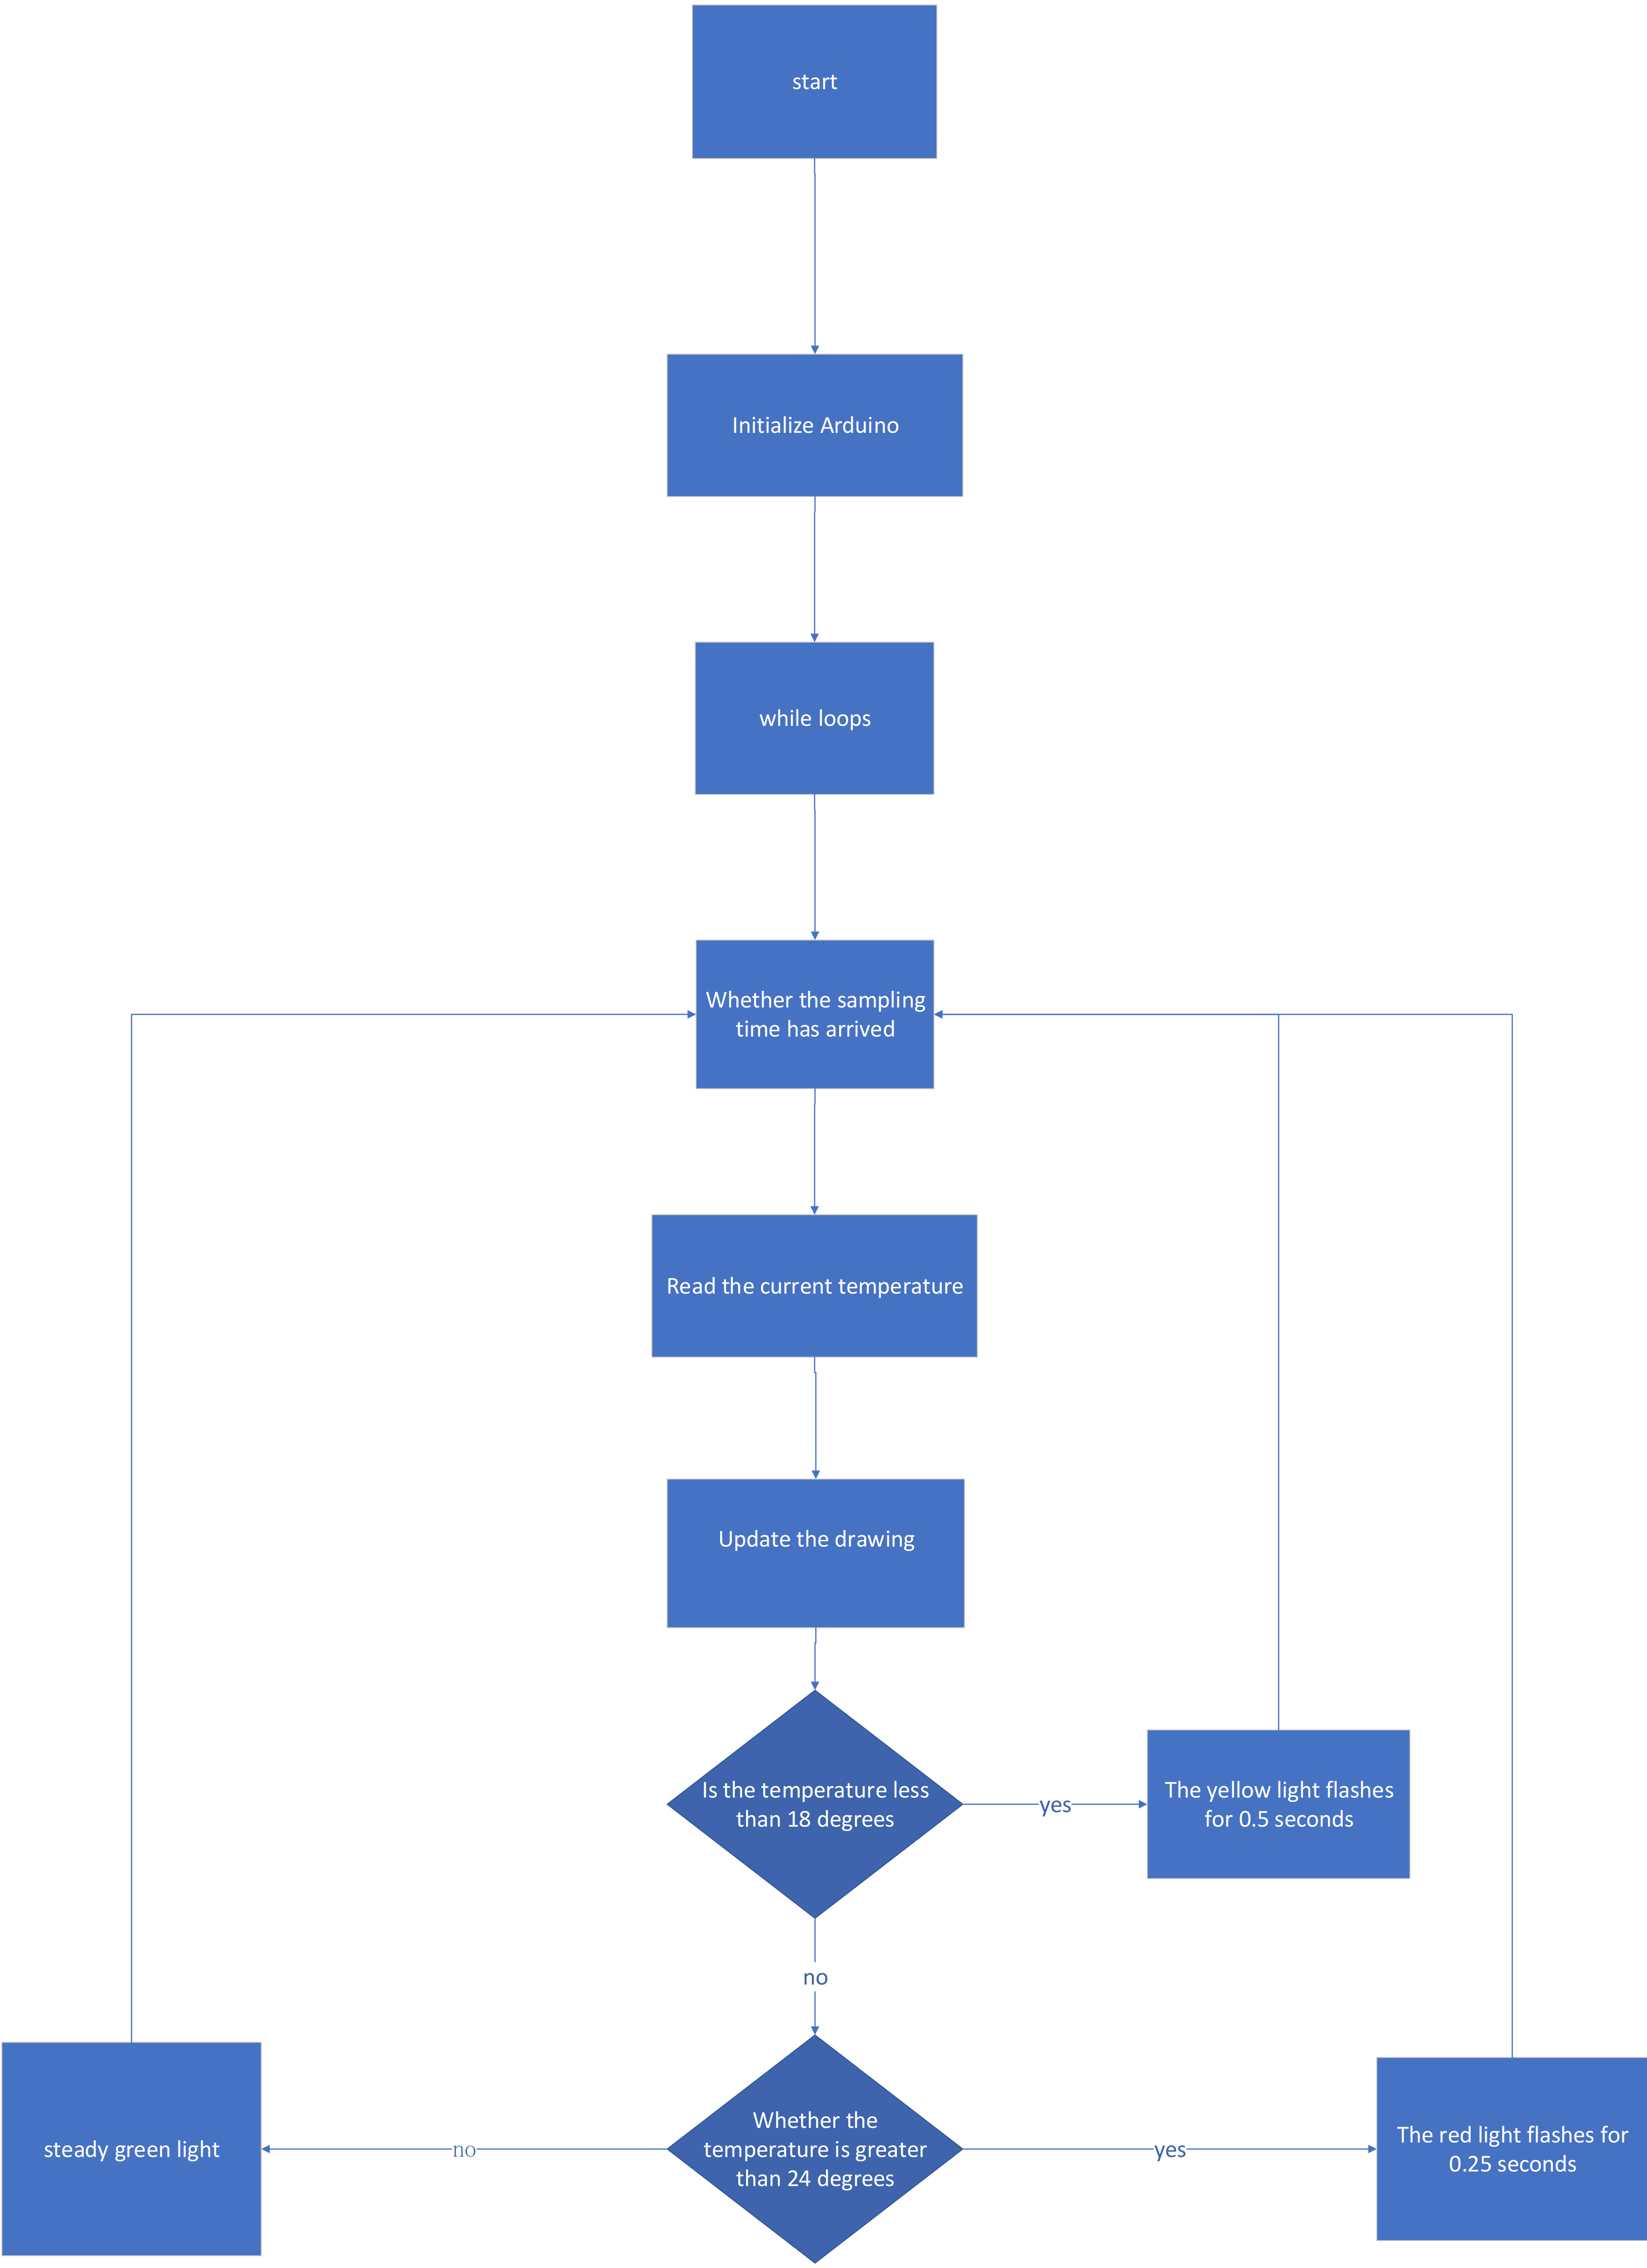 start
Initialize Arduino
while loops
Whether the sampling
time has arrived
Read the current temperature
Update the drawing
Is the temperature less
than 18 degrees
yes
The yellow light flashes
for 0.5 seconds
no
steady green light
no
Whether the
temperature is greater
than 24 degrees
yes
The red light flashes for
0.25 seconds